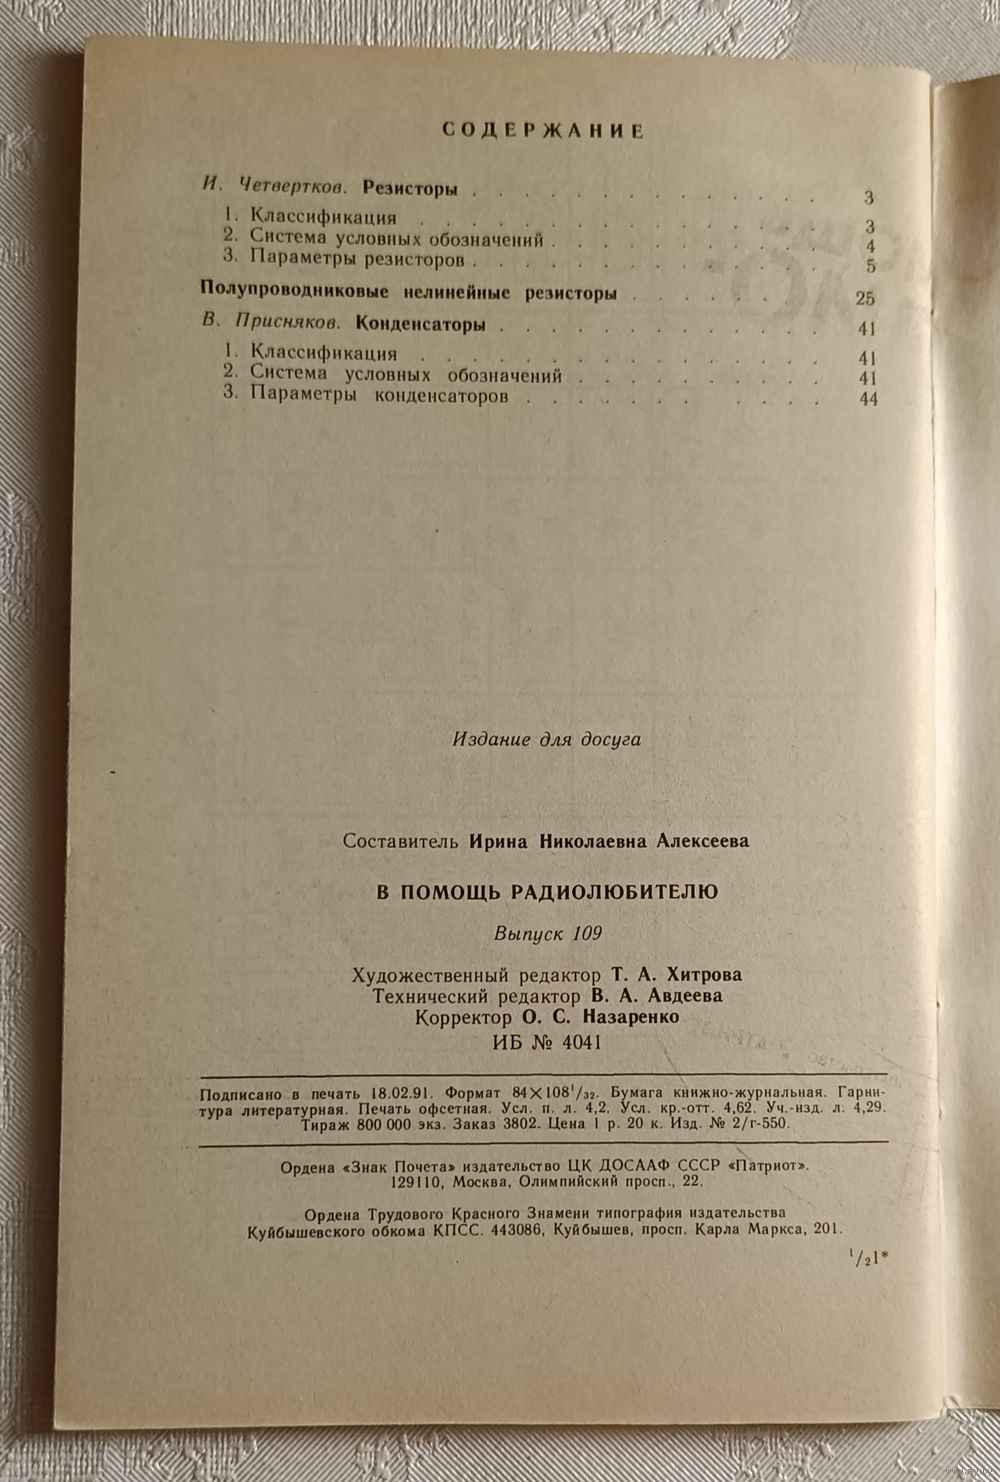 СОДЕРЖАНИЕ
И. Четвертков. Резисторы . . . . . . . . . . . . . 3
1. Классификация . . . . . . . . . . . . . 3
2. Система условных обозначений . . . . . . . . . 4
3. Параметры резисторов . . . . . . . . . . . . 5
Полупроводниковые нелинейные резисторы . . . . . . . 25
В. Присняков. Конденсаторы . . . . . . . . . . . . 41
1. Классификация . . . . . . . . . . . . . 41
2. Система условных обозначений . . . . . . . . 41
3. Параметры конденсаторов . . . . . . . . . . 44
Издание для досуга
Составитель Ирина Николаевна Алексеева
В ПОМОЩЬ РАДИОЛЮБИТЕЛЮ
Выпуск 109
Художественный редактор Т. А. Хитрова
Технический редактор В. А. Авдеева
Корректор О. С. Назаренко
ИБ № 4041
Подписано в печать 18.02.91. Формат 84×108¹/₃₂. Бумага книжно-журнальная. Гарни-
тура литературная. Печать офсетная. Усл. п. л. 4,2. Усл. кр.-отт. 4,62. Уч.-изд. л. 4,29.
Тираж 800 000 экз. Заказ 3802. Цена 1 р. 20 к. Изд. № 2/г-550.
Ордена «Знак Почета» издательство ЦК ДОСААФ СССР «Патриот».
129110, Москва, Олимпийский просп., 22.
Ордена Трудового Красного Знамени типография издательства
Куйбышевского обкома КПСС. 443086, Куйбышев, просп. Карла Маркса, 201.
¹/₂1*